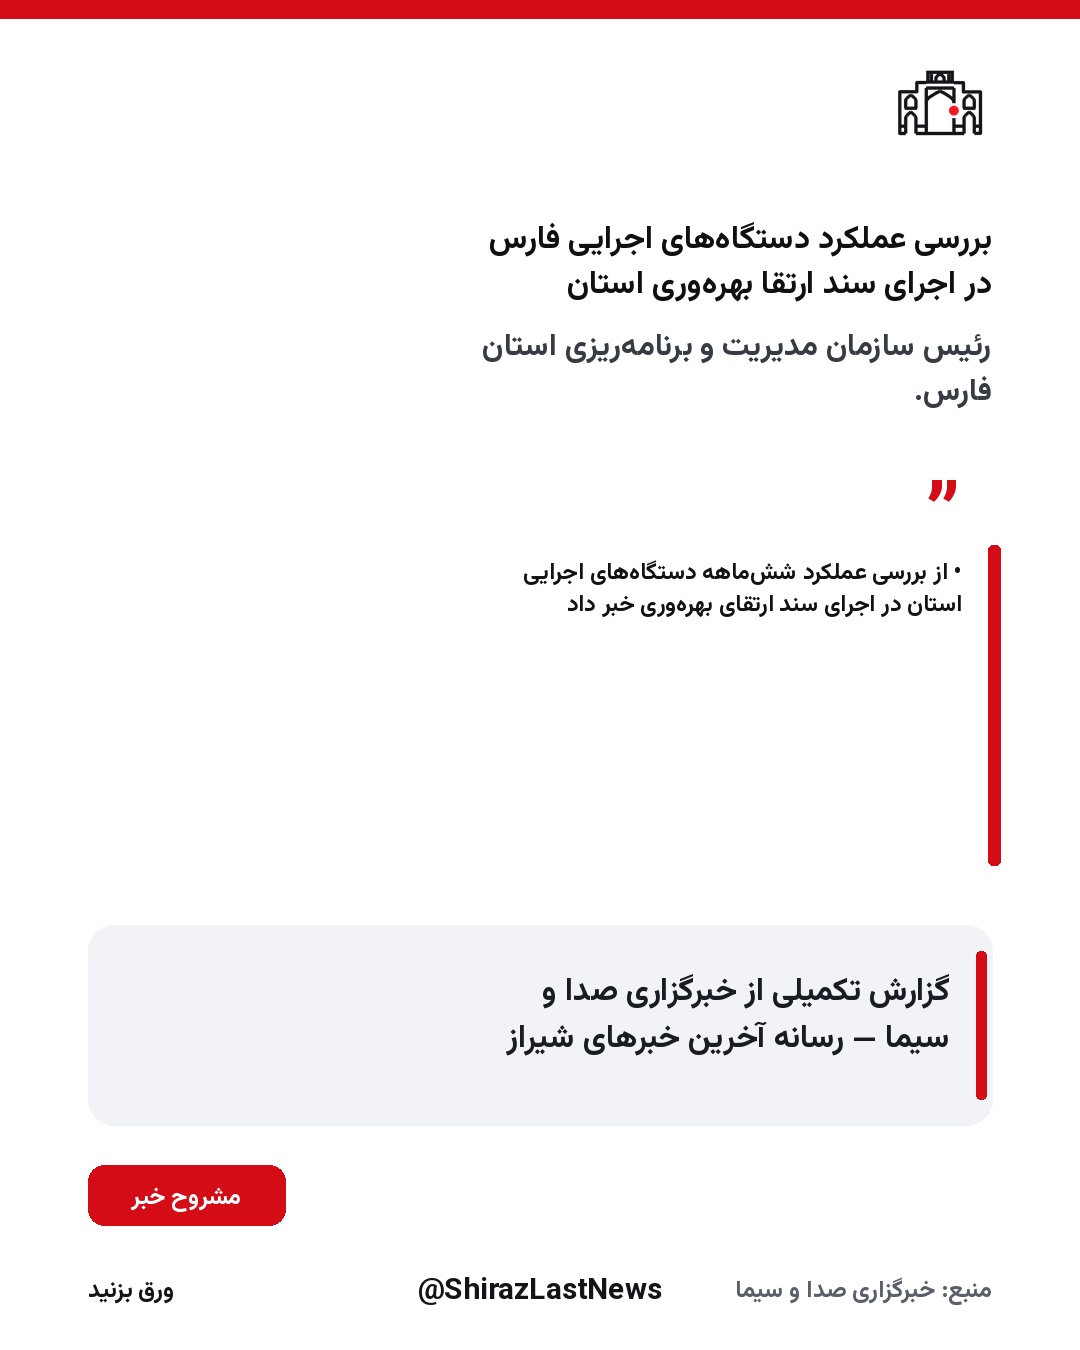 بررسی عملکرد دستگاه‌های اجرایی فارس
در اجرای سند ارتقا بهره‌وری استان
رئیس سازمان مدیریت و برنامه‌ریزی استان
فارس.
”
• از بررسی عملکرد شش‌ماهه دستگاه‌های اجرایی
استان در اجرای سند ارتقای بهره‌وری خبر داد
گزارش تکمیلی از خبرگزاری صدا و
سیما – رسانه آخرین خبرهای شیراز
مشروح خبر
منبع: خبرگزاری صدا و سیما
@ShirazLastNews
ورق بزنید